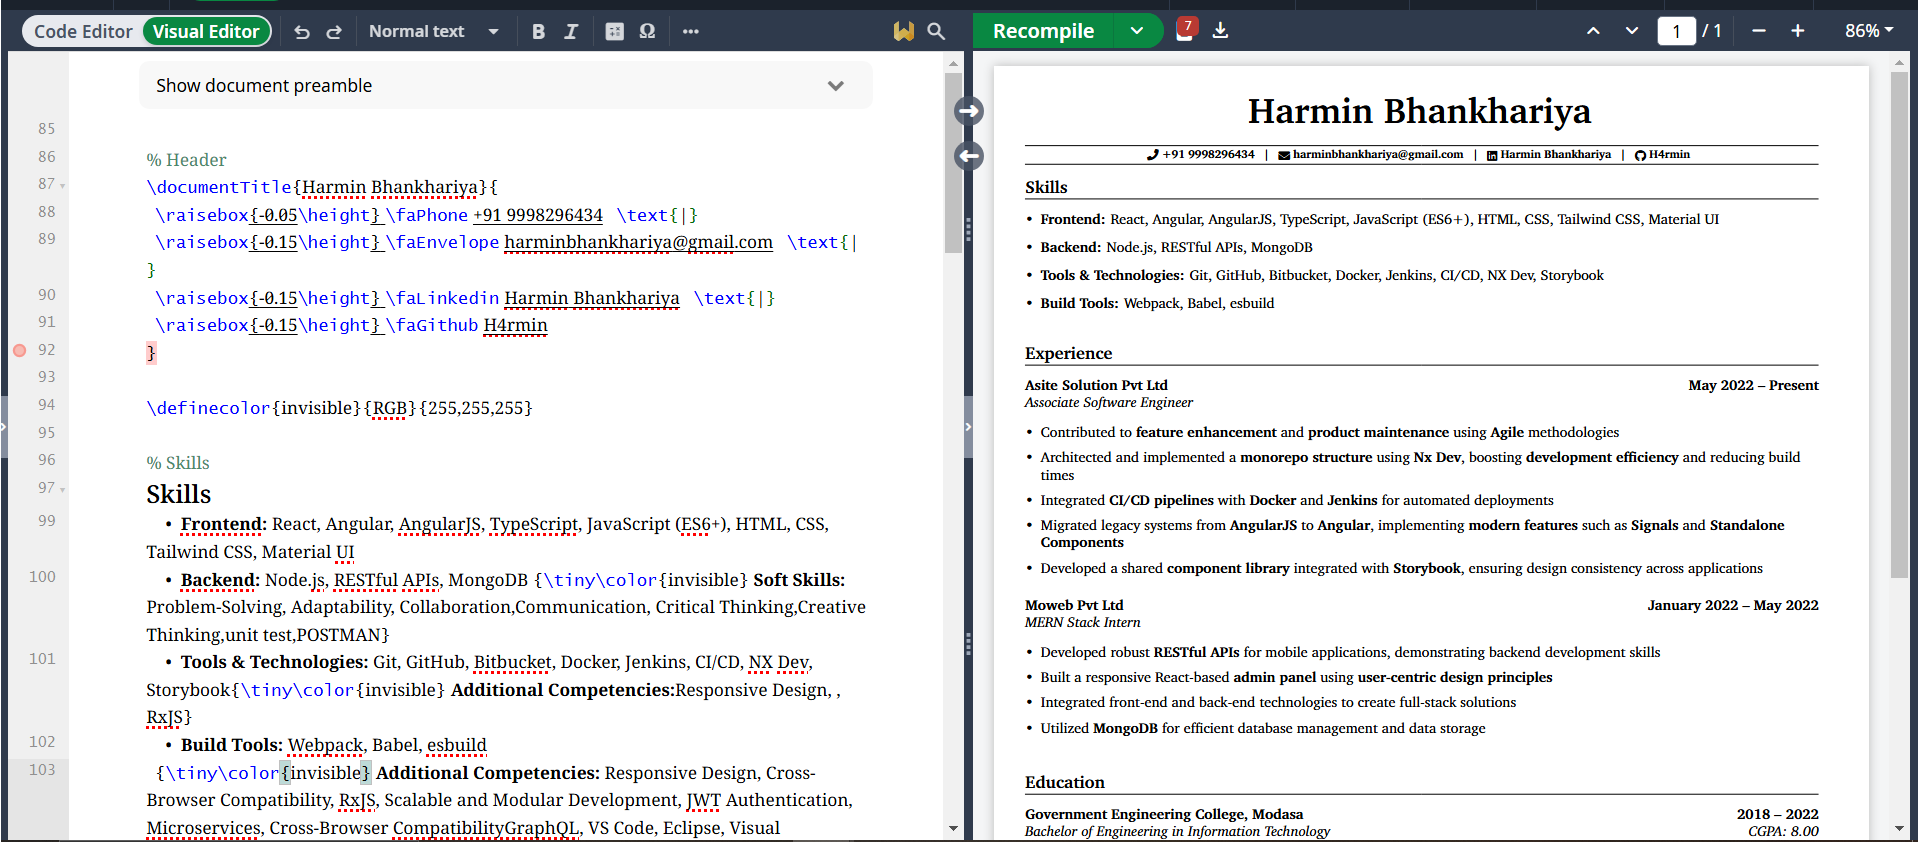 Code Editor Visual Editor Normal text B I Ω
Recompile 7 1 / 1 86%
Show document preamble
85
86 % Header
87 \documentTitle{Harmin Bhankhariya}{
88 \raisebox{-0.05\height} \faPhone +91 9998296434 \text{|}
89 \raisebox{-0.15\height} \faEnvelope harminbhankhariya@gmail.com \text{|
}
90 \raisebox{-0.15\height} \faLinkedin Harmin Bhankhariya \text{|}
91 \raisebox{-0.15\height} \faGithub H4rmin
92 }
93
94 \definecolor{invisible}{RGB}{255,255,255}
95
96 % Skills
97 Skills
99 • Frontend: React, Angular, AngularJS, TypeScript, JavaScript (ES6+), HTML, CSS,
Tailwind CSS, Material UI
100 • Backend: Node.js, RESTful APIs, MongoDB {\tiny\color{invisible} Soft Skills:
Problem-Solving, Adaptability, Collaboration,Communication, Critical Thinking,Creative
Thinking,unit test,POSTMAN}
101 • Tools & Technologies: Git, GitHub, Bitbucket, Docker, Jenkins, CI/CD, NX Dev,
Storybook{\tiny\color{invisible} Additional Competencies:Responsive Design, ,
RxJS}
102 • Build Tools: Webpack, Babel, esbuild
103 {\tiny\color{invisible} Additional Competencies: Responsive Design, Cross-
Browser Compatibility, RxJS, Scalable and Modular Development, JWT Authentication,
Microservices, Cross-Browser CompatibilityGraphQL, VS Code, Eclipse, Visual
Harmin Bhankhariya
+91 9998296434 | harminbhankhariya@gmail.com | Harmin Bhankhariya | H4rmin
Skills
• Frontend: React, Angular, AngularJS, TypeScript, JavaScript (ES6+), HTML, CSS, Tailwind CSS, Material UI
• Backend: Node.js, RESTful APIs, MongoDB
• Tools & Technologies: Git, GitHub, Bitbucket, Docker, Jenkins, CI/CD, NX Dev, Storybook
• Build Tools: Webpack, Babel, esbuild
Experience
Asite Solution Pvt Ltd May 2022 – Present
Associate Software Engineer
• Contributed to feature enhancement and product maintenance using Agile methodologies
• Architected and implemented a monorepo structure using Nx Dev, boosting development efficiency and reducing build
times
• Integrated CI/CD pipelines with Docker and Jenkins for automated deployments
• Migrated legacy systems from AngularJS to Angular, implementing modern features such as Signals and Standalone
Components
• Developed a shared component library integrated with Storybook, ensuring design consistency across applications
Moweb Pvt Ltd January 2022 – May 2022
MERN Stack Intern
• Developed robust RESTful APIs for mobile applications, demonstrating backend development skills
• Built a responsive React-based admin panel using user-centric design principles
• Integrated front-end and back-end technologies to create full-stack solutions
• Utilized MongoDB for efficient database management and data storage
Education
Government Engineering College, Modasa 2018 – 2022
Bachelor of Engineering in Information Technology CGPA: 8.00